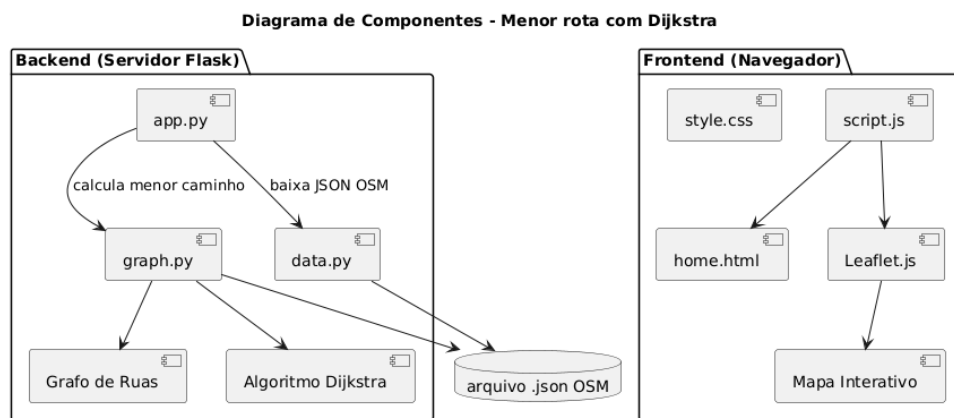 Diagrama de Componentes - Menor rota com Dijkstra
Backend (Servidor Flask)
app.py
calcula menor caminho
baixa JSON OSM
graph.py
data.py
Grafo de Ruas
Algoritmo Dijkstra
arquivo .json OSM
Frontend (Navegador)
style.css
script.js
home.html
Leaflet.js
Mapa Interativo